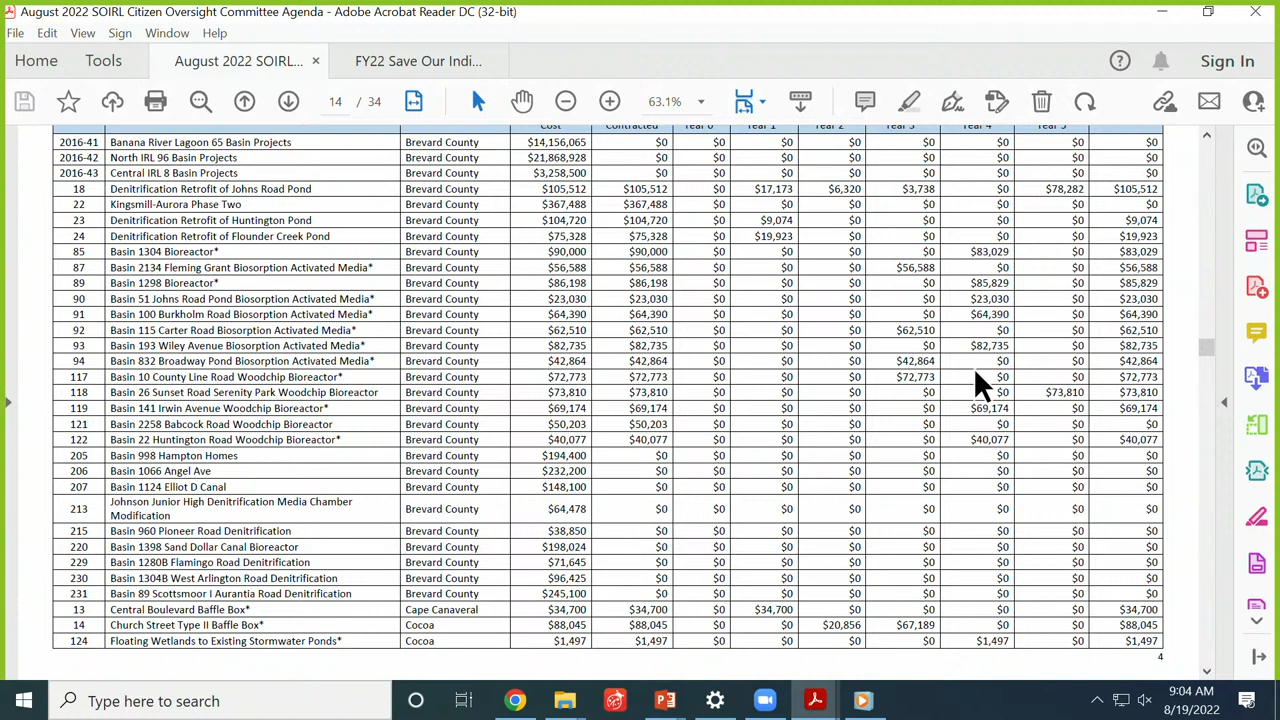 August 2022 SOIRL Citizen Oversight Committee Agenda - Adobe Acrobat Reader DC (32-bit)
File Edit View Sign Window Help
Home Tools August 2022 SOIRL... × FY22 Save Our Indi... Sign In
14 / 34 63.1%
Cost Contracted Year 0 Year 1 Year 2 Year 3 Year 4 Year 5
2016-41 Banana River Lagoon 65 Basin Projects Brevard County $14,156,065 $0 $0 $0 $0 $0 $0 $0 $0
2016-42 North IRL 96 Basin Projects Brevard County $21,868,928 $0 $0 $0 $0 $0 $0 $0 $0
2016-43 Central IRL 8 Basin Projects Brevard County $3,258,500 $0 $0 $0 $0 $0 $0 $0 $0
18 Denitrification Retrofit of Johns Road Pond Brevard County $105,512 $105,512 $0 $17,173 $6,320 $3,738 $0 $78,282 $105,512
22 Kingsmill-Aurora Phase Two Brevard County $367,488 $367,488 $0 $0 $0 $0 $0 $0 $0
23 Denitrification Retrofit of Huntington Pond Brevard County $104,720 $104,720 $0 $9,074 $0 $0 $0 $0 $9,074
24 Denitrification Retrofit of Flounder Creek Pond Brevard County $75,328 $75,328 $0 $19,923 $0 $0 $0 $0 $19,923
85 Basin 1304 Bioreactor* Brevard County $90,000 $90,000 $0 $0 $0 $0 $83,029 $0 $83,029
87 Basin 2134 Fleming Grant Biosorption Activated Media* Brevard County $56,588 $56,588 $0 $0 $0 $56,588 $0 $0 $56,588
89 Basin 1298 Bioreactor* Brevard County $86,198 $86,198 $0 $0 $0 $0 $85,829 $0 $85,829
90 Basin 51 Johns Road Pond Biosorption Activated Media* Brevard County $23,030 $23,030 $0 $0 $0 $0 $23,030 $0 $23,030
91 Basin 100 Burkholm Road Biosorption Activated Media* Brevard County $64,390 $64,390 $0 $0 $0 $0 $64,390 $0 $64,390
92 Basin 115 Carter Road Biosorption Activated Media* Brevard County $62,510 $62,510 $0 $0 $0 $62,510 $0 $0 $62,510
93 Basin 193 Wiley Avenue Biosorption Activated Media* Brevard County $82,735 $82,735 $0 $0 $0 $0 $82,735 $0 $82,735
94 Basin 832 Broadway Pond Biosorption Activated Media* Brevard County $42,864 $42,864 $0 $0 $0 $42,864 $0 $0 $42,864
117 Basin 10 County Line Road Woodchip Bioreactor* Brevard County $72,773 $72,773 $0 $0 $0 $72,773 $0 $0 $72,773
118 Basin 26 Sunset Road Serenity Park Woodchip Bioreactor Brevard County $73,810 $73,810 $0 $0 $0 $0 $0 $73,810 $73,810
119 Basin 141 Irwin Avenue Woodchip Bioreactor* Brevard County $69,174 $69,174 $0 $0 $0 $0 $69,174 $0 $69,174
121 Basin 2258 Babcock Road Woodchip Bioreactor Brevard County $50,203 $50,203 $0 $0 $0 $0 $0 $0 $0
122 Basin 22 Huntington Road Woodchip Bioreactor* Brevard County $40,077 $40,077 $0 $0 $0 $0 $40,077 $0 $40,077
205 Basin 998 Hampton Homes Brevard County $194,400 $0 $0 $0 $0 $0 $0 $0 $0
206 Basin 1066 Angel Ave Brevard County $232,200 $0 $0 $0 $0 $0 $0 $0 $0
207 Basin 1124 Elliot D Canal Brevard County $148,100 $0 $0 $0 $0 $0 $0 $0 $0
213 Johnson Junior High Denitrification Media Chamber
Modification Brevard County $64,478 $0 $0 $0 $0 $0 $0 $0 $0
215 Basin 960 Pioneer Road Denitrification Brevard County $38,850 $0 $0 $0 $0 $0 $0 $0 $0
220 Basin 1398 Sand Dollar Canal Bioreactor Brevard County $198,024 $0 $0 $0 $0 $0 $0 $0 $0
229 Basin 1280B Flamingo Road Denitrification Brevard County $71,645 $0 $0 $0 $0 $0 $0 $0 $0
230 Basin 1304B West Arlington Road Denitrification Brevard County $96,425 $0 $0 $0 $0 $0 $0 $0 $0
231 Basin 89 Scottsmoor I Aurantia Road Denitrification Brevard County $245,100 $0 $0 $0 $0 $0 $0 $0 $0
13 Central Boulevard Baffle Box* Cape Canaveral $34,700 $34,700 $0 $34,700 $0 $0 $0 $0 $34,700
14 Church Street Type II Baffle Box* Cocoa $88,045 $88,045 $0 $0 $20,856 $67,189 $0 $0 $88,045
124 Floating Wetlands to Existing Stormwater Ponds* Cocoa $1,497 $1,497 $0 $0 $0 $0 $1,497 $0 $1,497
4
Type here to search
9:04 AM
8/19/2022